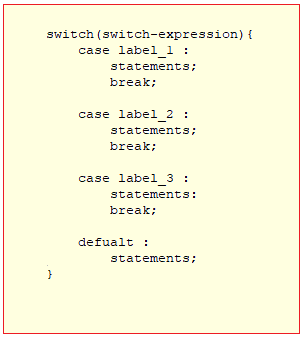 switch(switch-expression){
case label_1 :
statements;
break;
case label_2 :
statements;
break;
case label_3 :
statements:
break;
defualt :
statements;
}